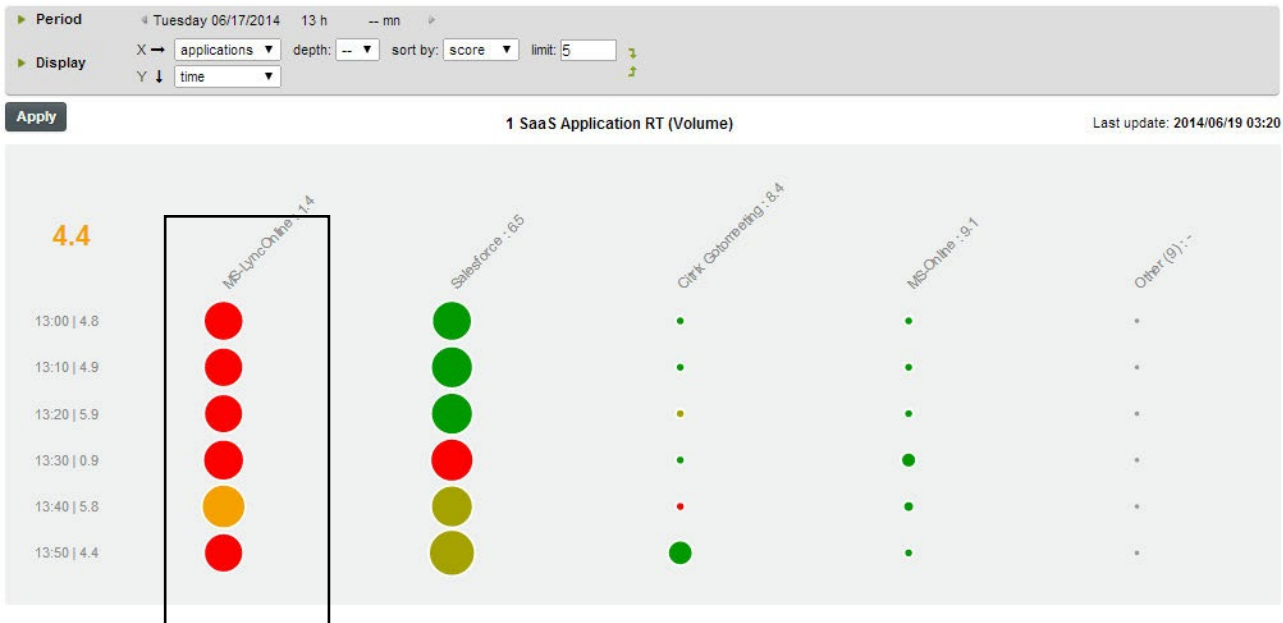 Period Tuesday 06/17/2014 13 h -- mn
Display X applications depth: -- sort by: score limit: 5
Y time
Apply
1 SaaS Application RT (Volume)
Last update: 2014/06/19 03:20
4.4
MS-LyncOnline : 1.4
Salesforce : 6.5
Citrix Gotomeeting : 8.4
MS-Online : 9.1
Other (9) : -
13:00 | 4.8
13:10 | 4.9
13:20 | 5.9
13:30 | 0.9
13:40 | 5.8
13:50 | 4.4